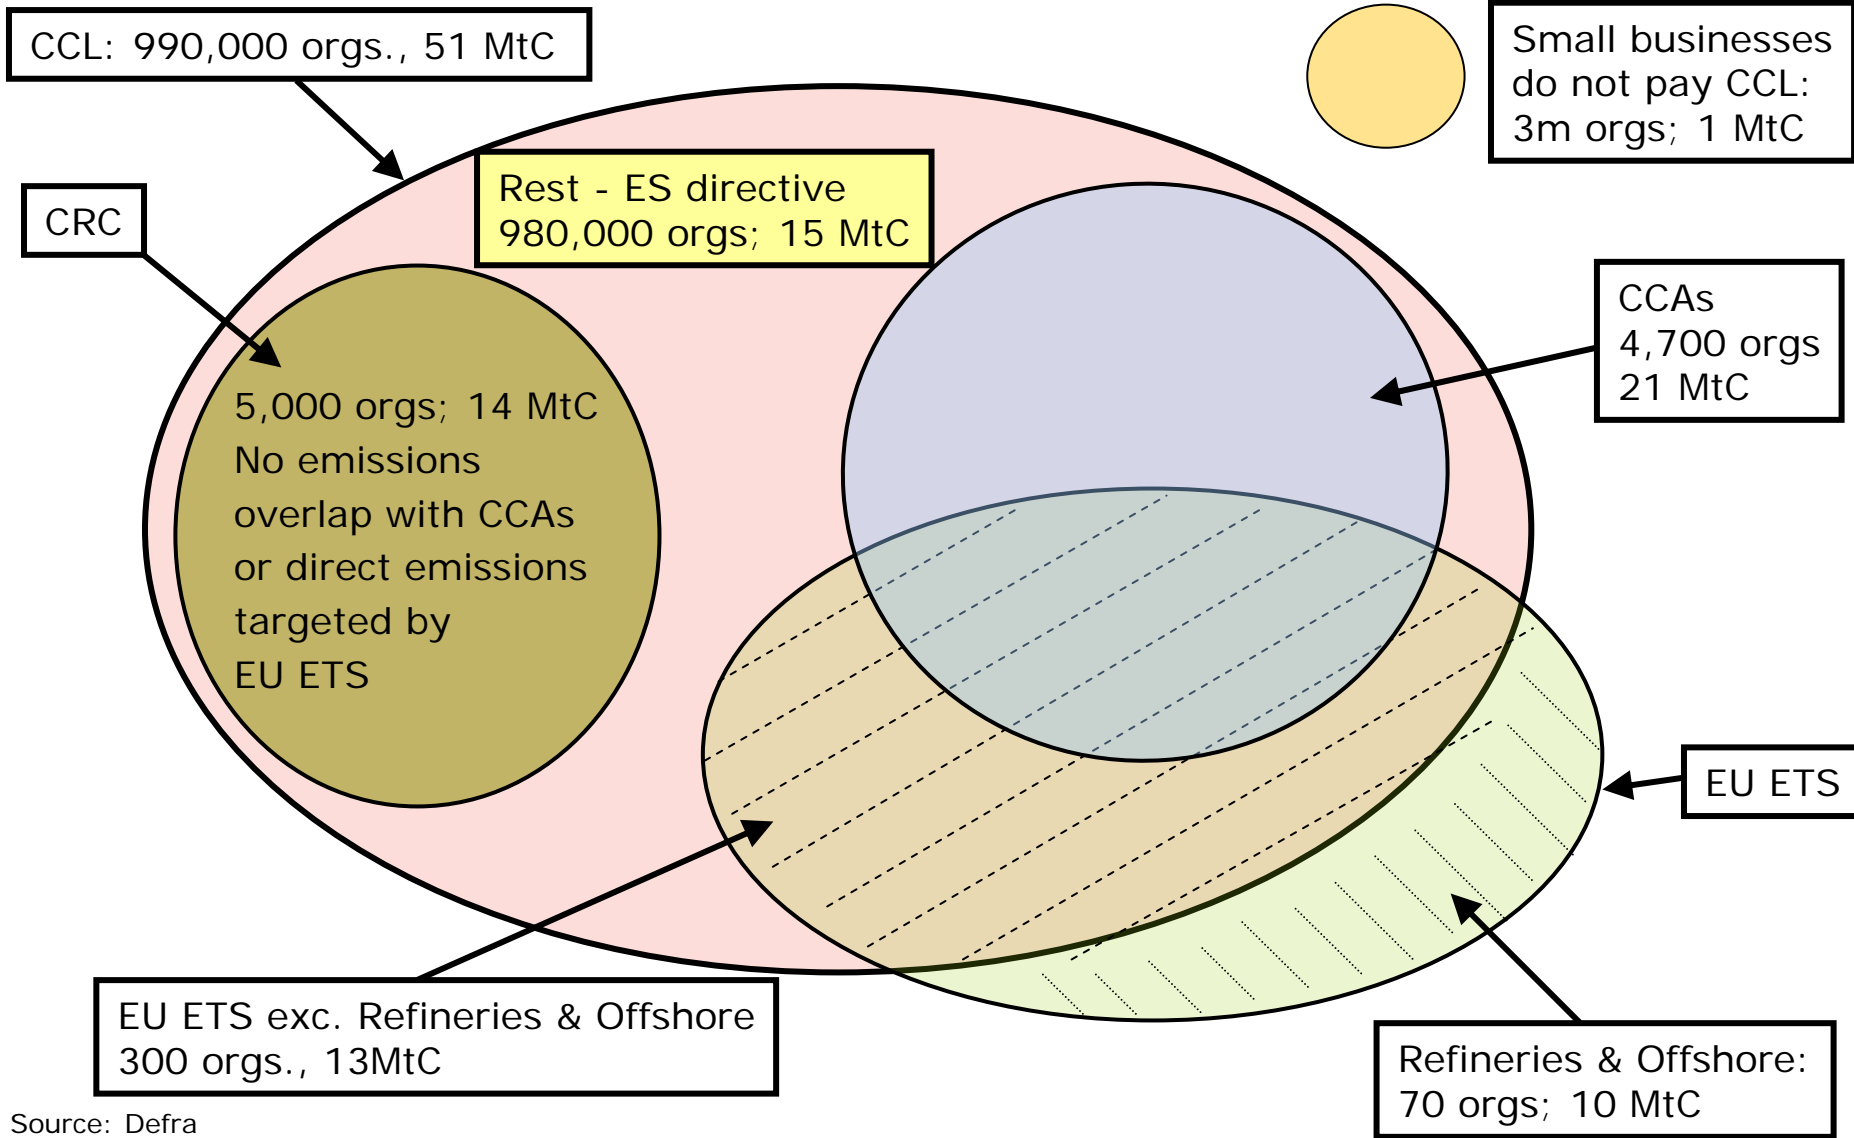 CCL: 990,000 orgs., 51 MtC
Small businesses
do not pay CCL:
3m orgs; 1 MtC
CRC
Rest - ES directive
980,000 orgs; 15 MtC
CCAs
4,700 orgs
21 MtC
5,000 orgs; 14 MtC
No emissions
overlap with CCAs
or direct emissions
targeted by
EU ETS
EU ETS
EU ETS exc. Refineries & Offshore
300 orgs., 13MtC
Refineries & Offshore:
70 orgs; 10 MtC
Source: Defra